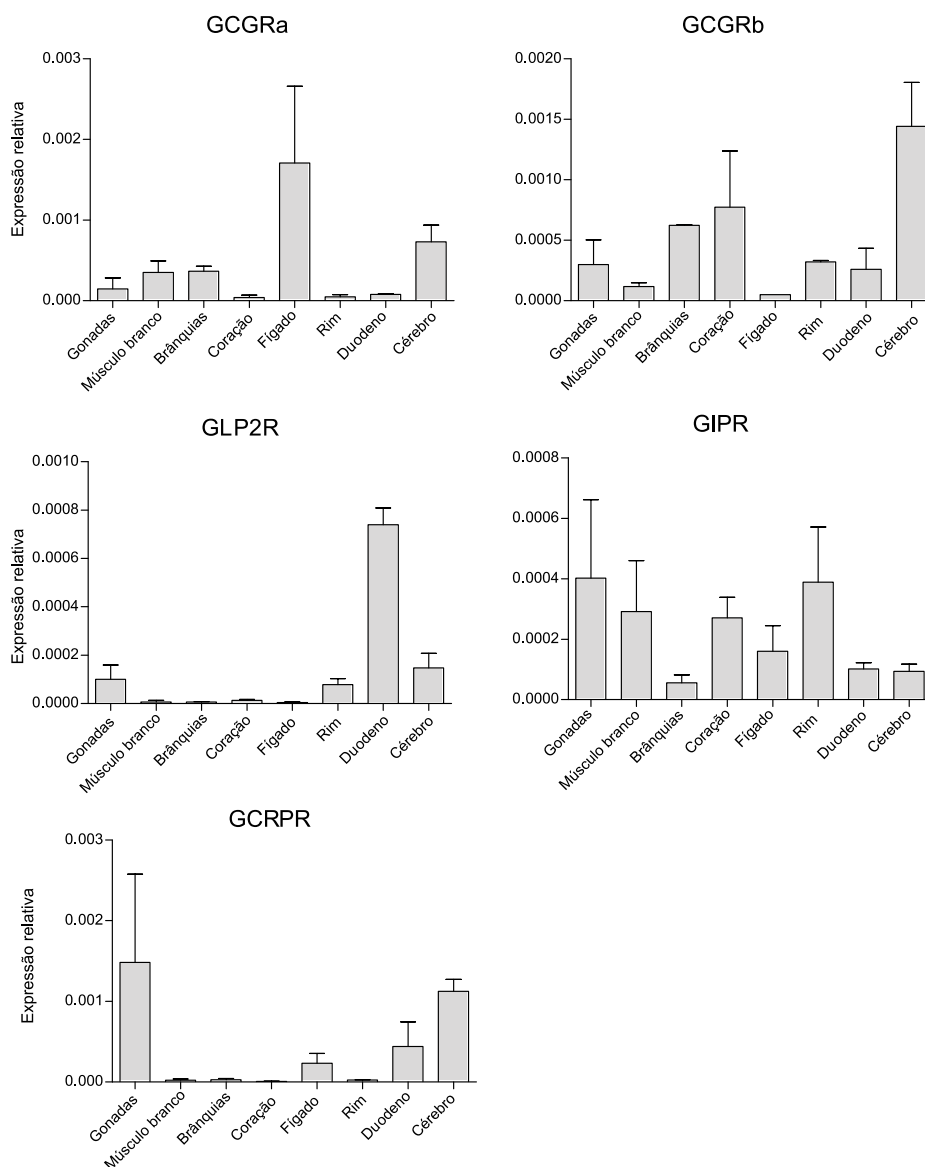 GCGRa
Expressão relativa
0.003
0.002
0.001
0.000
Gonadas
Músculo branco
Brânquias
Coração
Fígado
Rim
Duodeno
Cérebro
GCGRb
0.0020
0.0015
0.0010
0.0005
0.0000
Gonadas
Músculo branco
Brânquias
Coração
Fígado
Rim
Duodeno
Cérebro
GLP2R
Expressão relativa
0.0010
0.0008
0.0006
0.0004
0.0002
0.0000
Gonadas
Músculo branco
Brânquias
Coração
Fígado
Rim
Duodeno
Cérebro
GIPR
0.0008
0.0006
0.0004
0.0002
0.0000
Gonadas
Músculo branco
Brânquias
Coração
Fígado
Rim
Duodeno
Cérebro
GCRPR
Expressão relativa
0.003
0.002
0.001
0.000
Gonadas
Músculo branco
Brânquias
Coração
Fígado
Rim
Duodeno
Cérebro